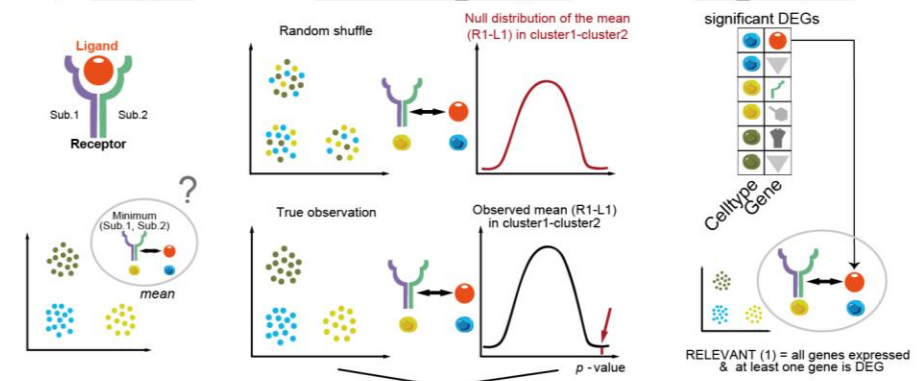 Ligand
Sub.1
Sub.2
Receptor
?
Minimum
(Sub.1, Sub.2)
mean
Random shuffle
Null distribution of the mean
(R1-L1) in cluster1-cluster2
True observation
Observed mean (R1-L1)
in cluster1-cluster2
p - value
significant DEGs
Celltype
Gene
RELEVANT (1) = all genes expressed
& at least one gene is DEG